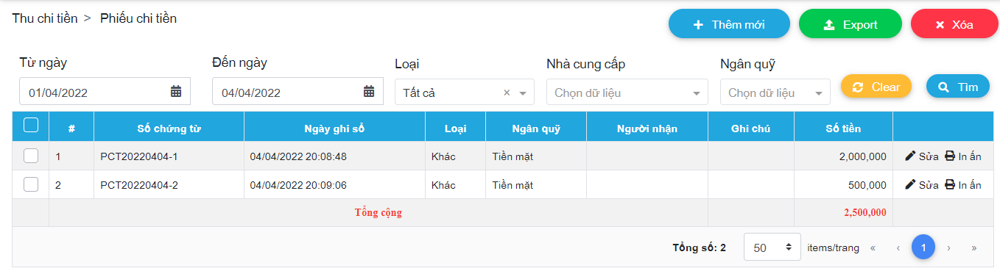 Thu chi tiền > Phiếu chi tiền
Thêm mới Export Xóa
Từ ngày Đến ngày Loại Nhà cung cấp Ngân quỹ
01/04/2022 04/04/2022 Tất cả × Chọn dữ liệu Chọn dữ liệu Clear Tìm
# Số chứng từ Ngày ghi sổ Loại Ngân quỹ Người nhận Ghi chú Số tiền
1 PCT20220404-1 04/04/2022 20:08:48 Khác Tiền mặt 2,000,000 Sửa In ấn
2 PCT20220404-2 04/04/2022 20:09:06 Khác Tiền mặt 500,000 Sửa In ấn
Tổng cộng 2,500,000
Tổng số: 2 50 items/trang « ‹ 1 › »